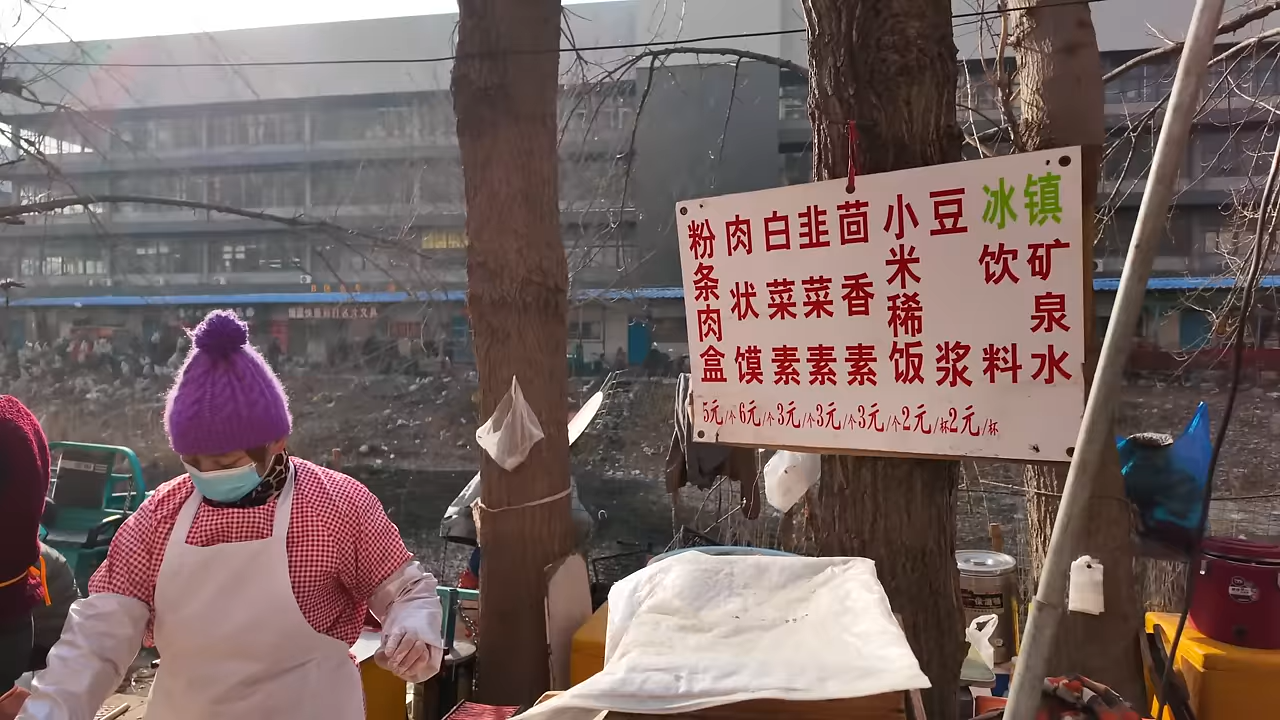 粉条肉盒
肉状馍
白菜素
韭菜素
茴香素
小米稀饭
豆浆
冰饮料
镇矿泉水
5元/个 6元/个 3元/个 3元/个 3元/个 2元/杯 2元/杯